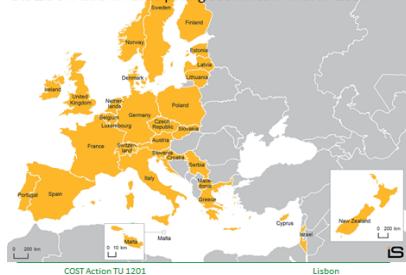 Sweden
Finland
Norway
Estonia
Latvia
Lithuania
Denmark
Ireland
United
Kingdom
Nether-
lands
Belgium
Luxembourg
Germany
Poland
Czech
Republic
Slovakia
France
Switzer-
land
Austria
Slovenia
Croatia
Serbia
Italy
Portugal
Spain
Greece
Cyprus
Israel
New Zealand
0 200 km
Malta
Malta
0 10 km
0 200 km
COST Action TU 1201
Lisbon